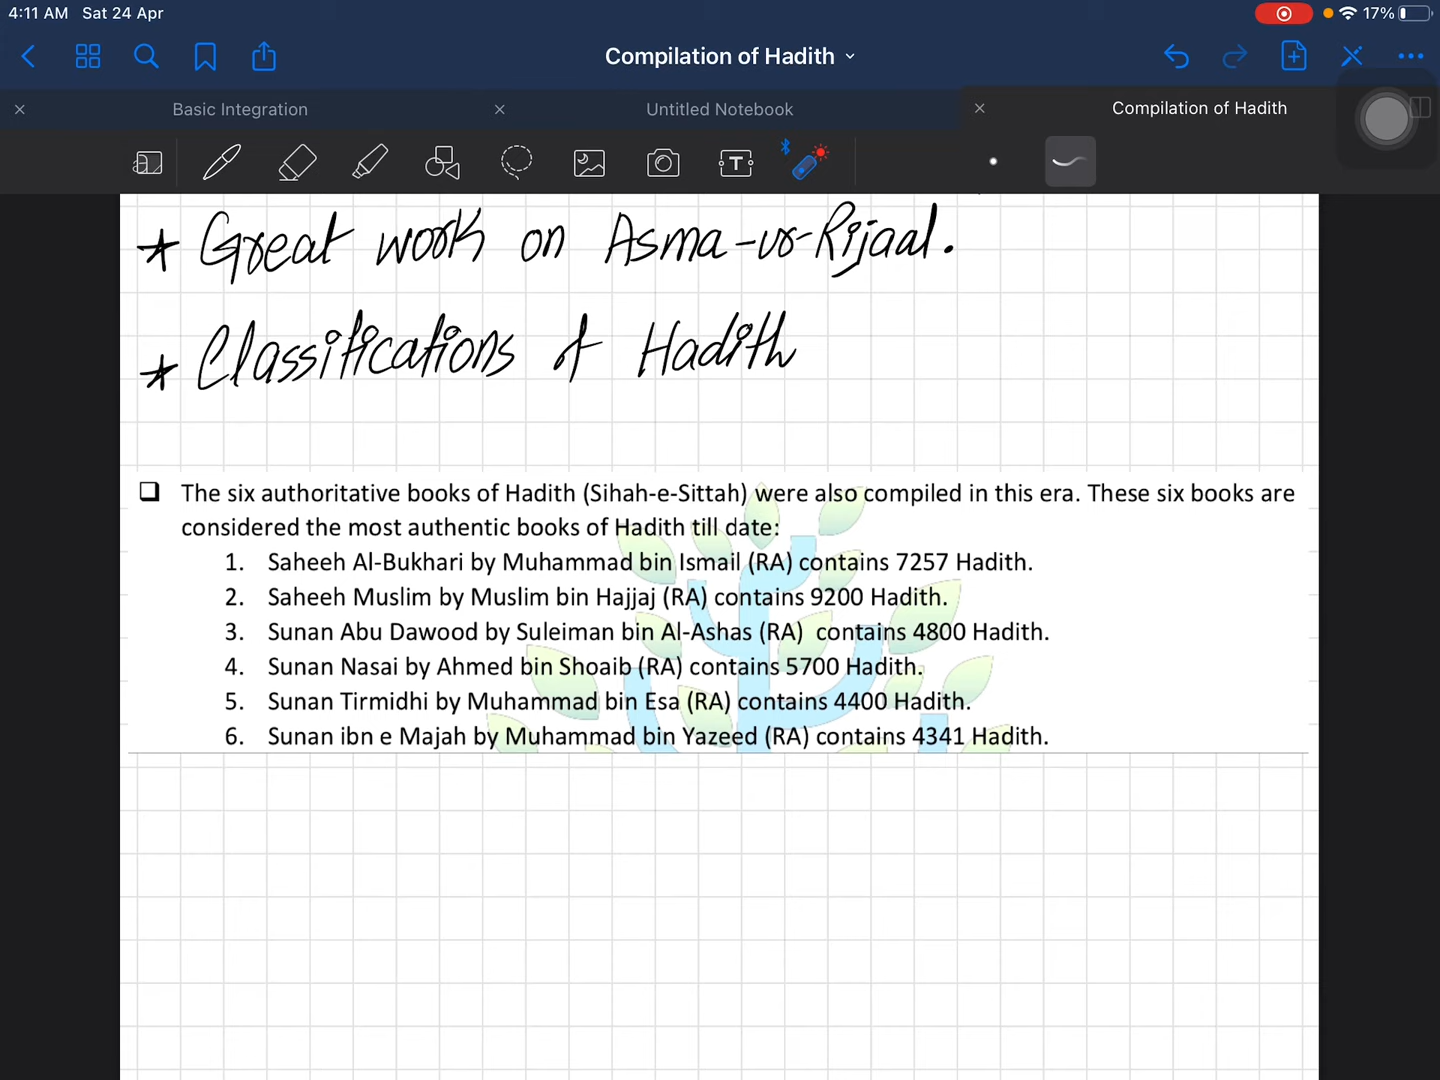 4:11 AM Sat 24 Apr 17%
Compilation of Hadith
Basic Integration Untitled Notebook Compilation of Hadith
T
* Great work on Asma-ur-Rijaal.
* Classifications of Hadith
❑ The six authoritative books of Hadith (Sihah-e-Sittah) were also compiled in this era. These six books are
considered the most authentic books of Hadith till date:
1. Saheeh Al-Bukhari by Muhammad bin Ismail (RA) contains 7257 Hadith.
2. Saheeh Muslim by Muslim bin Hajjaj (RA) contains 9200 Hadith.
3. Sunan Abu Dawood by Suleiman bin Al-Ashas (RA) contains 4800 Hadith.
4. Sunan Nasai by Ahmed bin Shoaib (RA) contains 5700 Hadith.
5. Sunan Tirmidhi by Muhammad bin Esa (RA) contains 4400 Hadith.
6. Sunan ibn e Majah by Muhammad bin Yazeed (RA) contains 4341 Hadith.